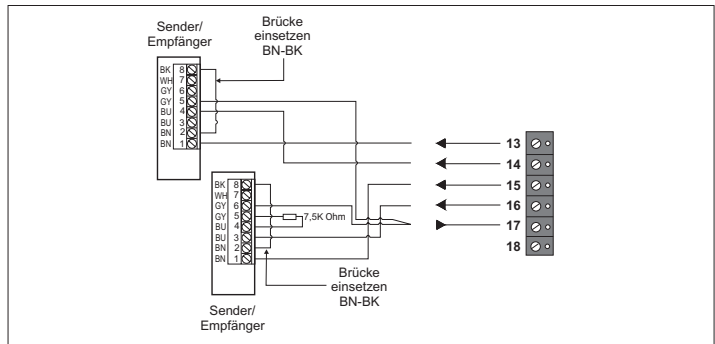 Sender/
Empfänger
Brücke
einsetzen
BN-BK
BK 8
WH 7
GY 6
GY 5
BU 4
BU 3
BN 2
BN 1
13
14
15
16
17
18
BK 8
WH 7
GY 6
GY 5
BU 4
BU 3
BN 2
BN 1
7,5K Ohm
Brücke
einsetzen
BN-BK
Sender/
Empfänger